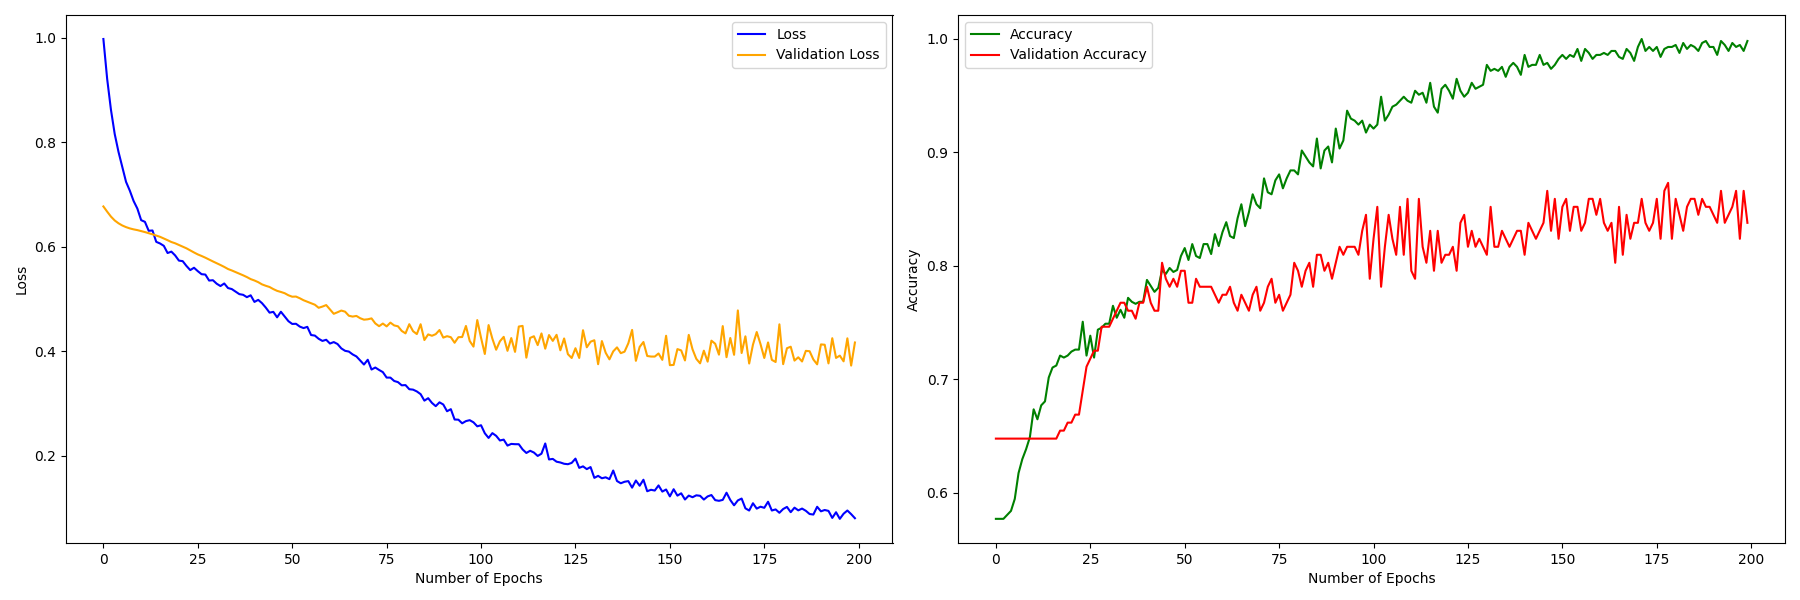 Loss
Validation Loss
1.0
0.8
0.6
0.4
0.2
Loss
0 25 50 75 100 125 150 175 200
Number of Epochs
Accuracy
Validation Accuracy
1.0
0.9
0.8
0.7
0.6
Accuracy
0 25 50 75 100 125 150 175 200
Number of Epochs